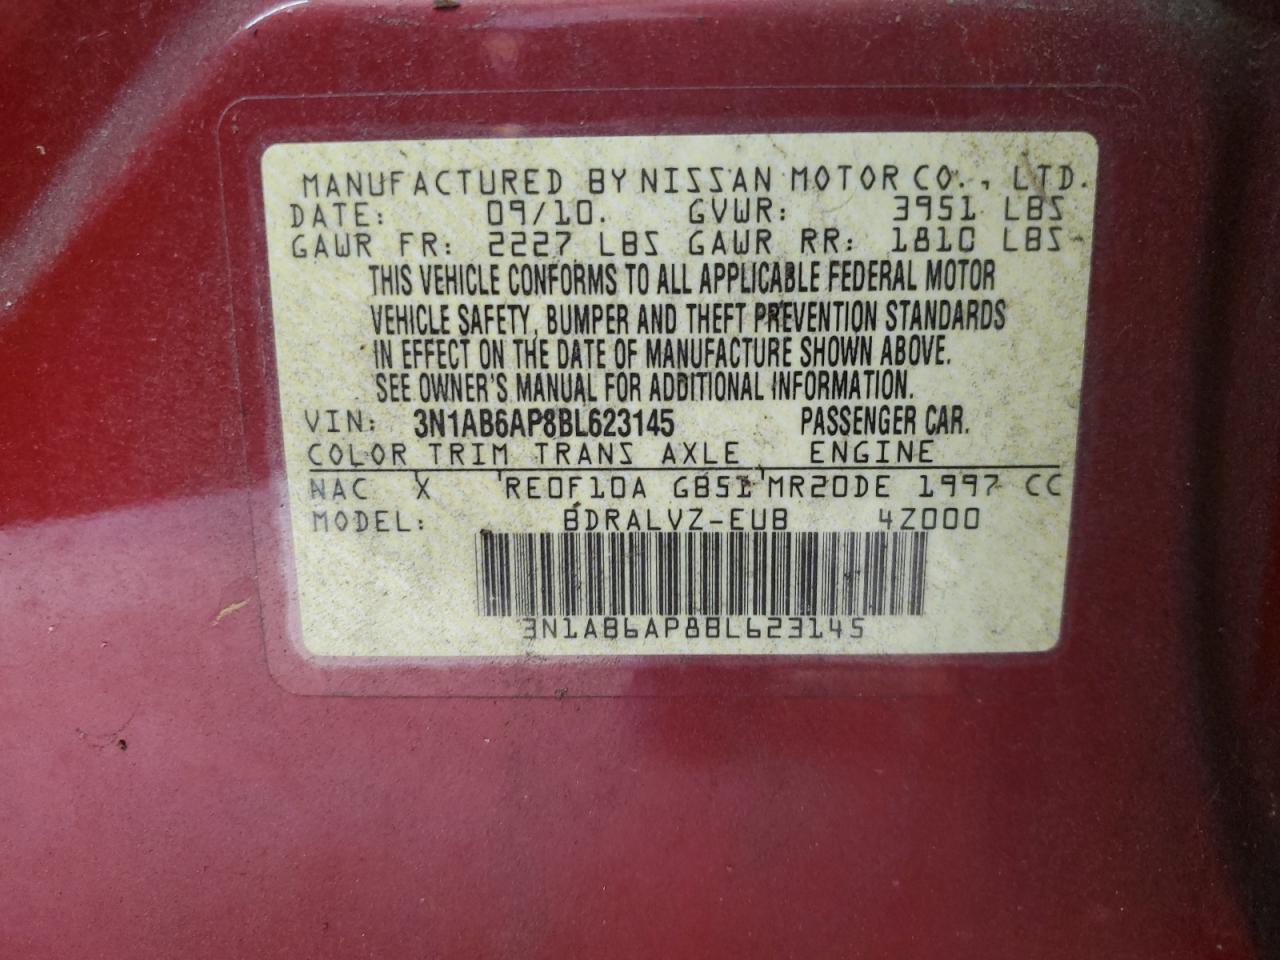 MANUFACTURED BY NISSAN MOTOR CO., LTD.
DATE: 09/10. GVWR: 3951 LBS
GAWR FR: 2227 LBS GAWR RR: 1810 LBS
THIS VEHICLE CONFORMS TO ALL APPLICABLE FEDERAL MOTOR
VEHICLE SAFETY, BUMPER AND THEFT PREVENTION STANDARDS
IN EFFECT ON THE DATE OF MANUFACTURE SHOWN ABOVE.
SEE OWNER'S MANUAL FOR ADDITIONAL INFORMATION.
VIN: 3N1AB6AP8BL623145 PASSENGER CAR.
COLOR TRIM TRANS AXLE ENGINE
NAC X RE0F10A GB51 MR20DE 1997 CC
MODEL: BDRALVZ-EUB 4Z000
3N1AB6AP8BL623145